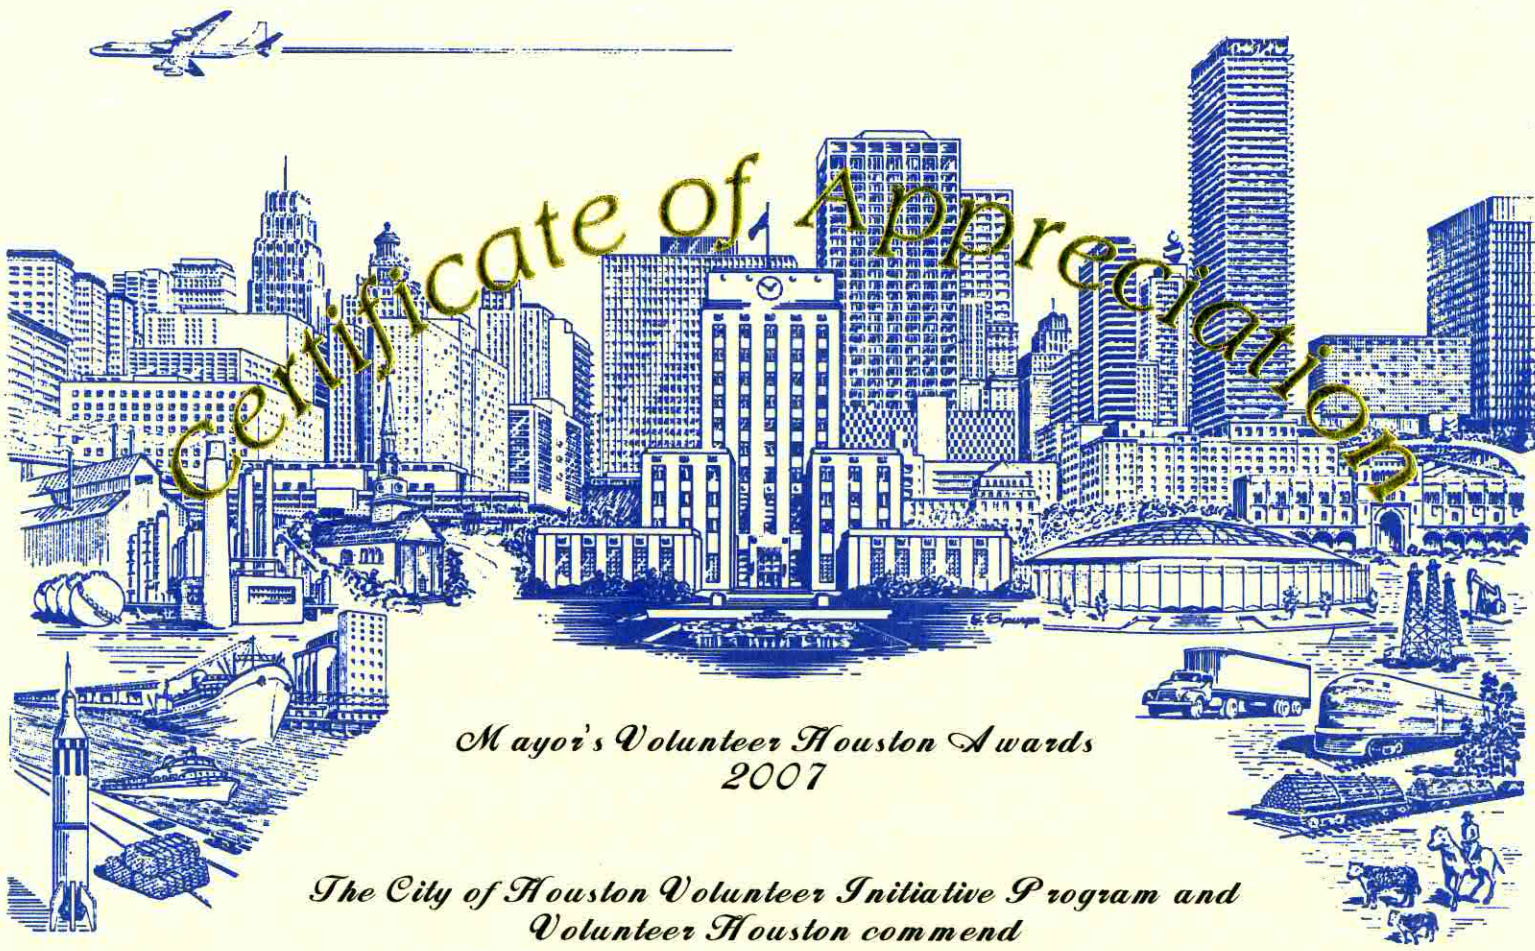 Certificate of Appreciation
Mayor's Volunteer Houston Awards
2007
The City of Houston Volunteer Initiative Program and
Volunteer Houston commend